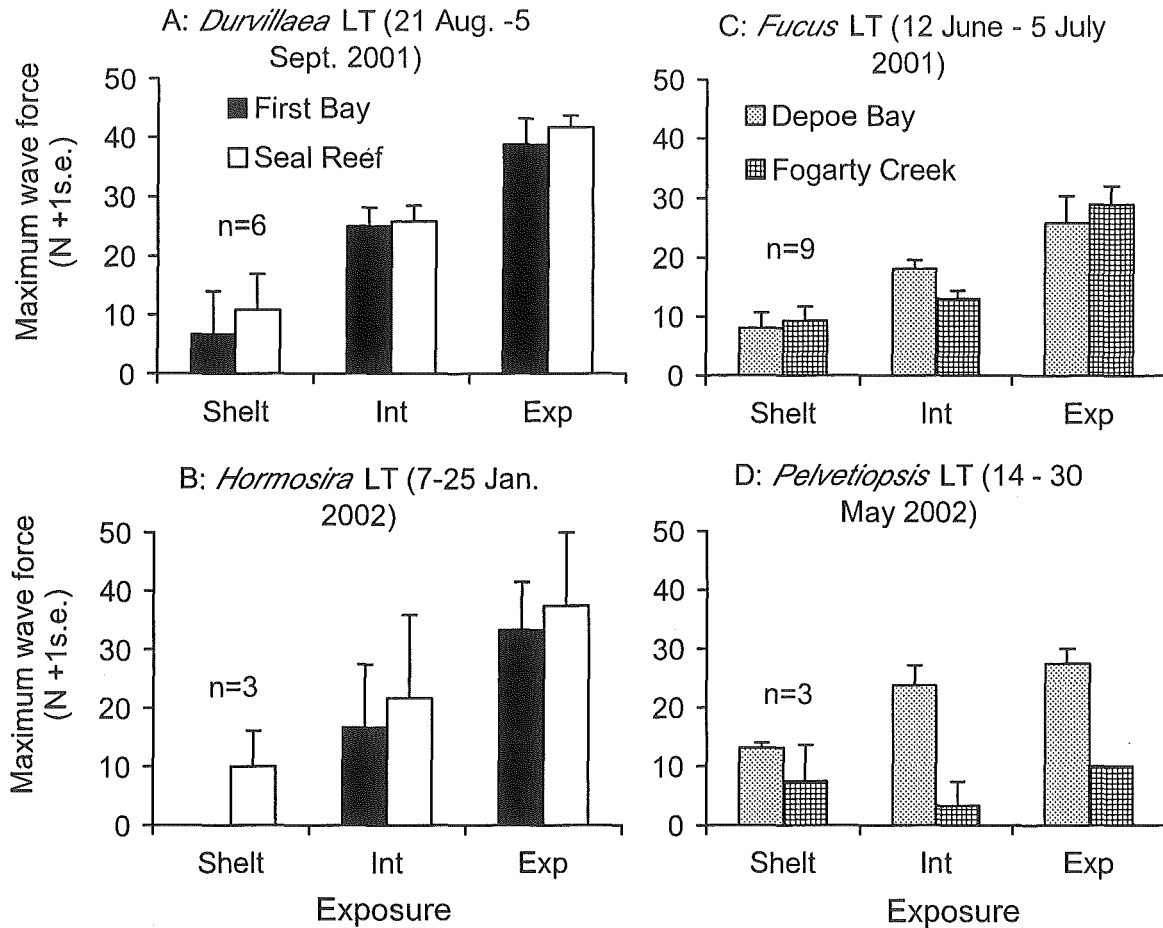 A: Durvillaea LT (21 Aug. -5
Sept. 2001)
Maximum wave force
(N +1s.e.)
50
40
30
20
10
0
First Bay
Seal Reef
n=6
Shelt
Int
Exp
C: Fucus LT (12 June - 5 July
2001)
50
40
30
20
10
0
Depoe Bay
Fogarty Creek
n=9
Shelt
Int
Exp
B: Hormosira LT (7-25 Jan.
2002)
Maximum wave force
(N +1s.e.)
50
40
30
20
10
0
n=3
Shelt
Int
Exp
Exposure
D: Pelvetiopsis LT (14 - 30
May 2002)
50
40
30
20
10
0
n=3
Shelt
Int
Exp
Exposure